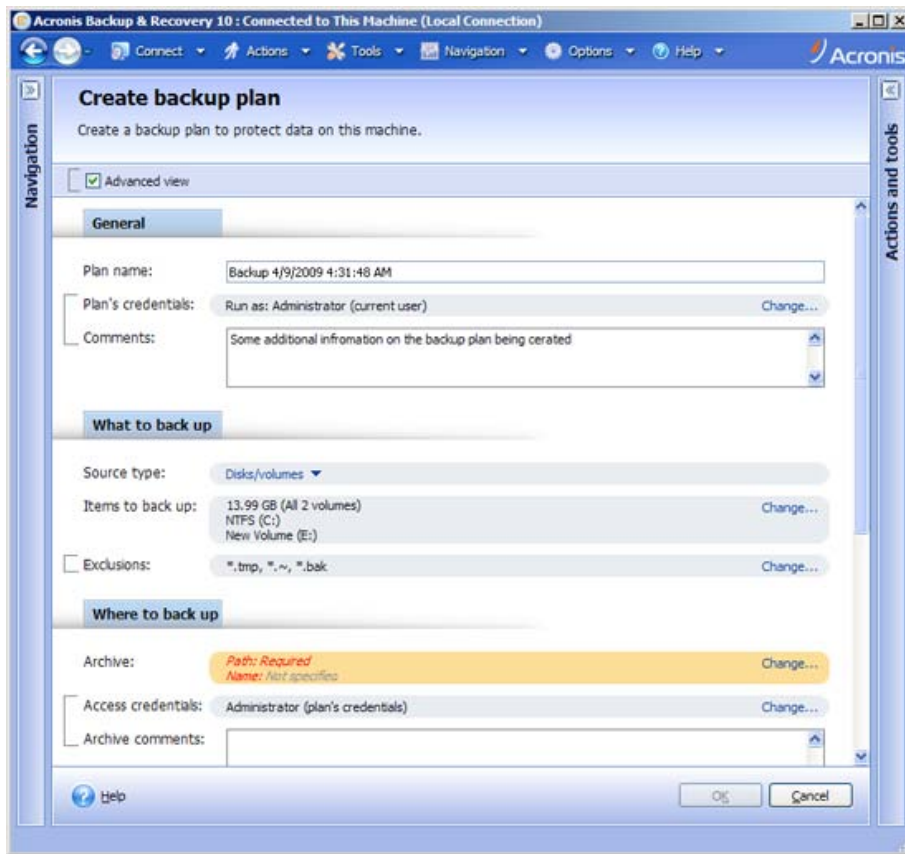 Acronis Backup & Recovery 10 : Connected to This Machine (Local Connection)
Connect Actions Tools Navigation Options Help Acronis
Navigation
Actions and tools
Create backup plan
Create a backup plan to protect data on this machine.
Advanced view
General
Plan name: Backup 4/9/2009 4:31:48 AM
Plan's credentials: Run as: Administrator (current user) Change...
Comments: Some additional infromation on the backup plan being cerated
What to back up
Source type: Disks/volumes
Items to back up: 13.99 GB (All 2 volumes) Change...
NTFS (C:)
New Volume (E:)
Exclusions: *.tmp, *.~, *.bak Change...
Where to back up
Archive: Path: Required Change...
Name: Not specified
Access credentials: Administrator (plan's credentials) Change...
Archive comments:
Help OK Cancel